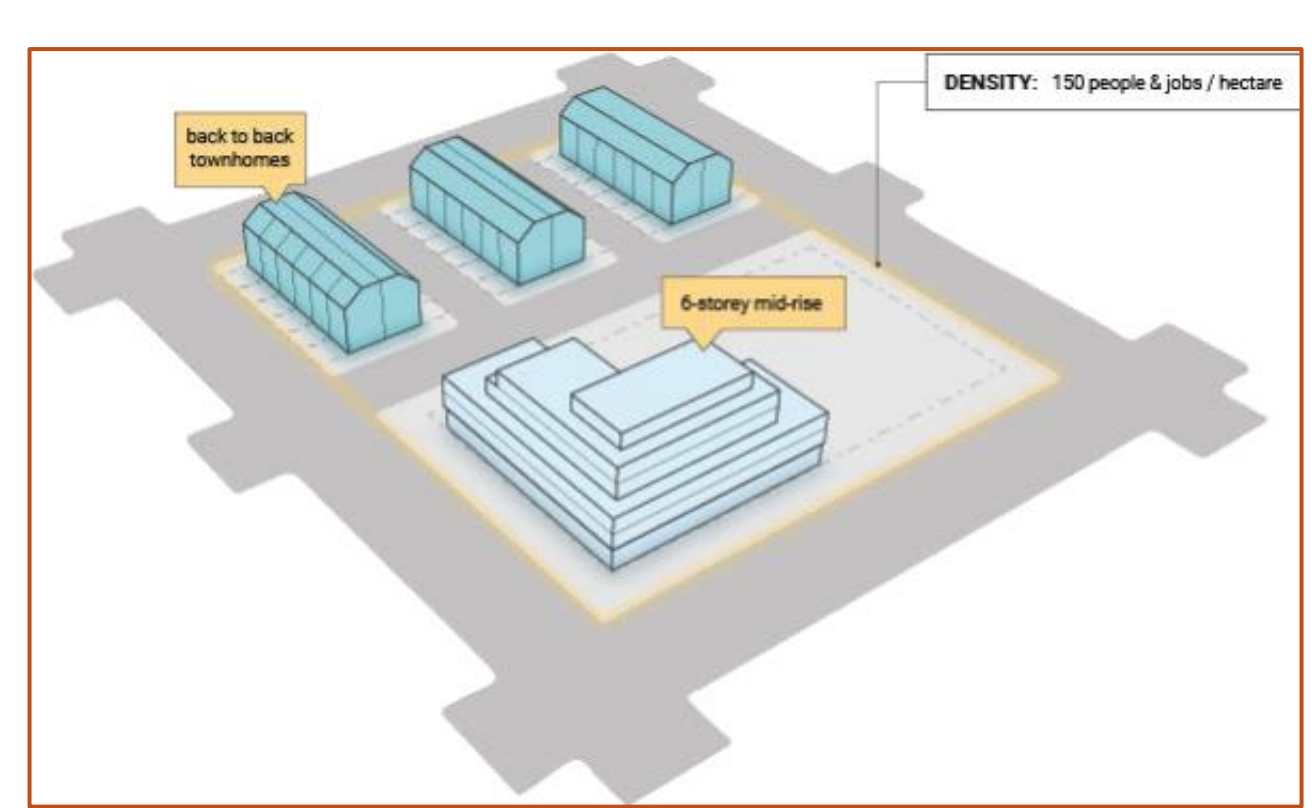 DENSITY: 150 people & jobs / hectare
back to back
townhomes
6-storey mid-rise